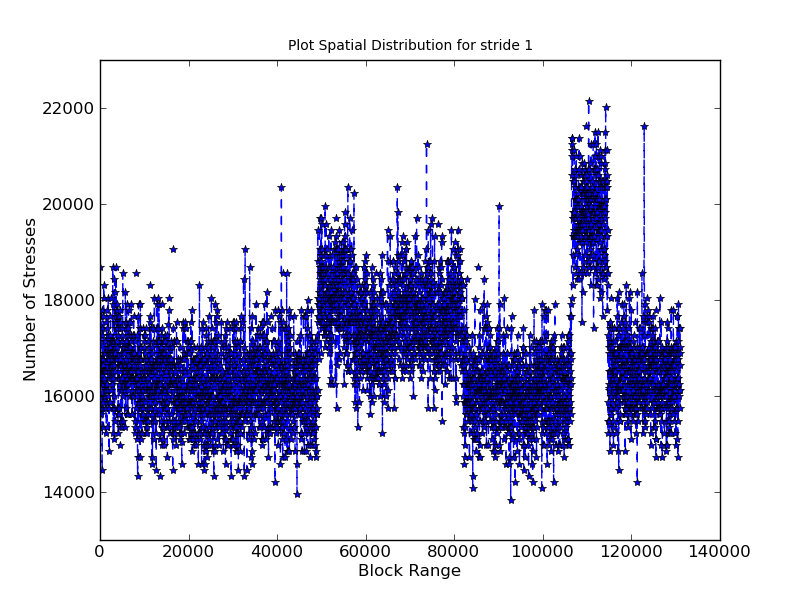 Plot Spatial Distribution for stride 1
22000
20000
18000
16000
14000
Number of Stresses
0 20000 40000 60000 80000 100000 120000 140000
Block Range